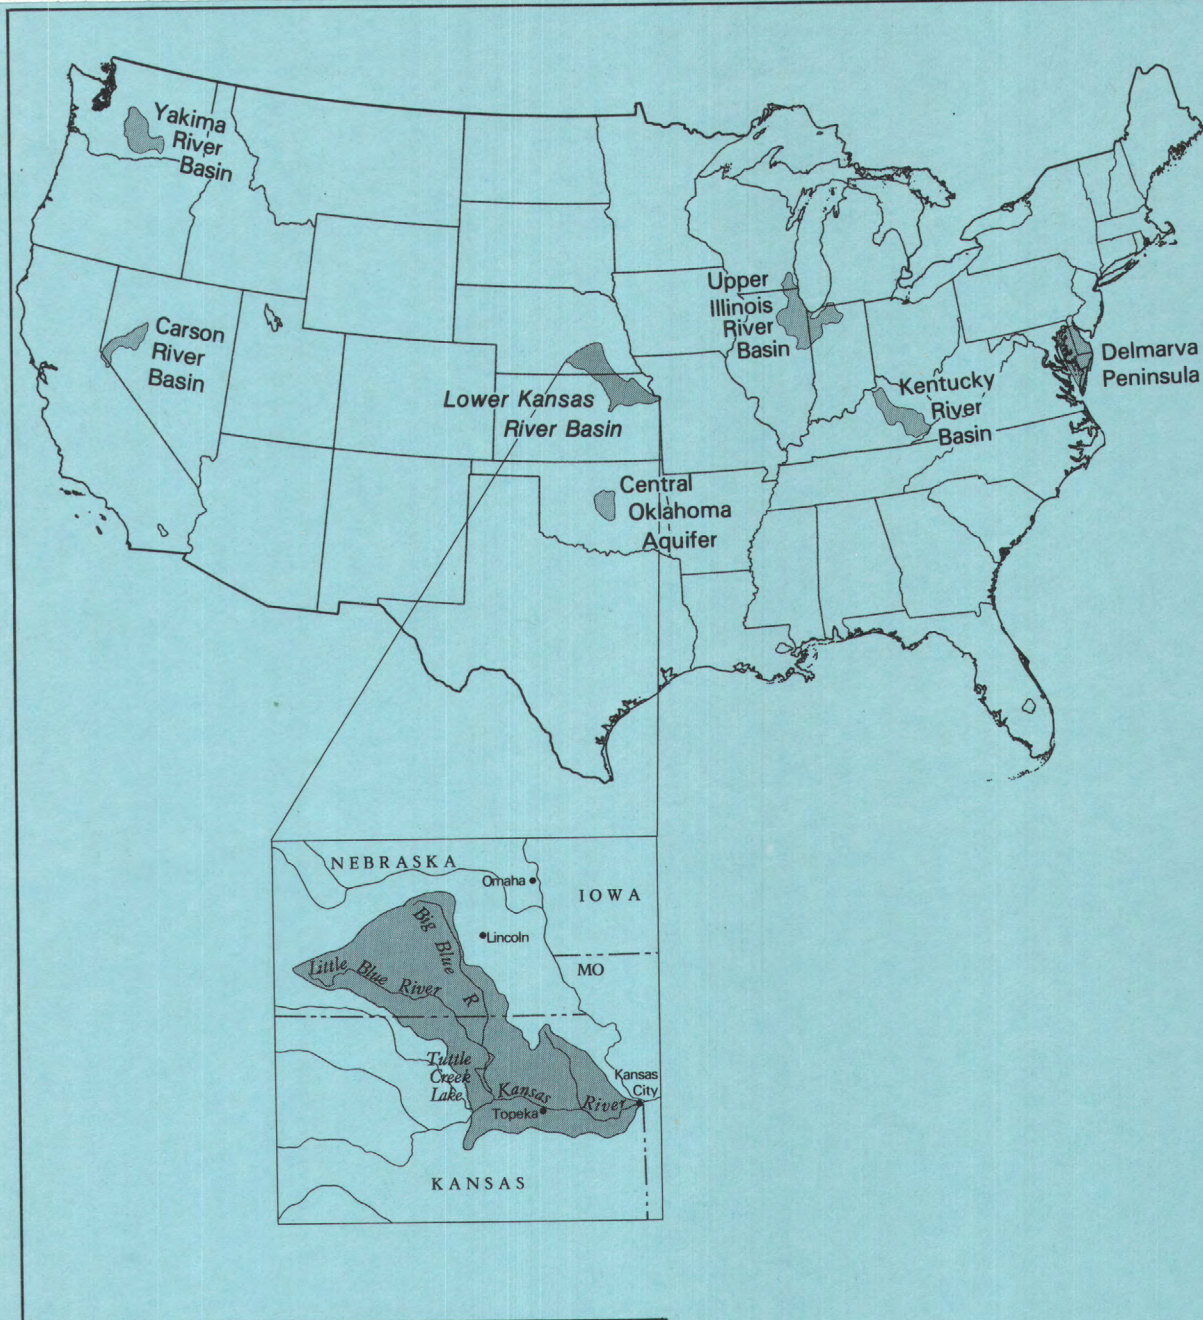 Yakima
River
Basin
Carson
River
Basin
Lower Kansas
River Basin
Upper
Illinois
River
Basin
Kentucky
River
Basin
Delmarva
Peninsula
Central
Oklahoma
Aquifer
NEBRASKA
Omaha
IOWA
Lincoln
Big Blue R
MO
Little Blue River
Tuttle
Creek
Lake
Kansas River
Kansas
City
Topeka
KANSAS